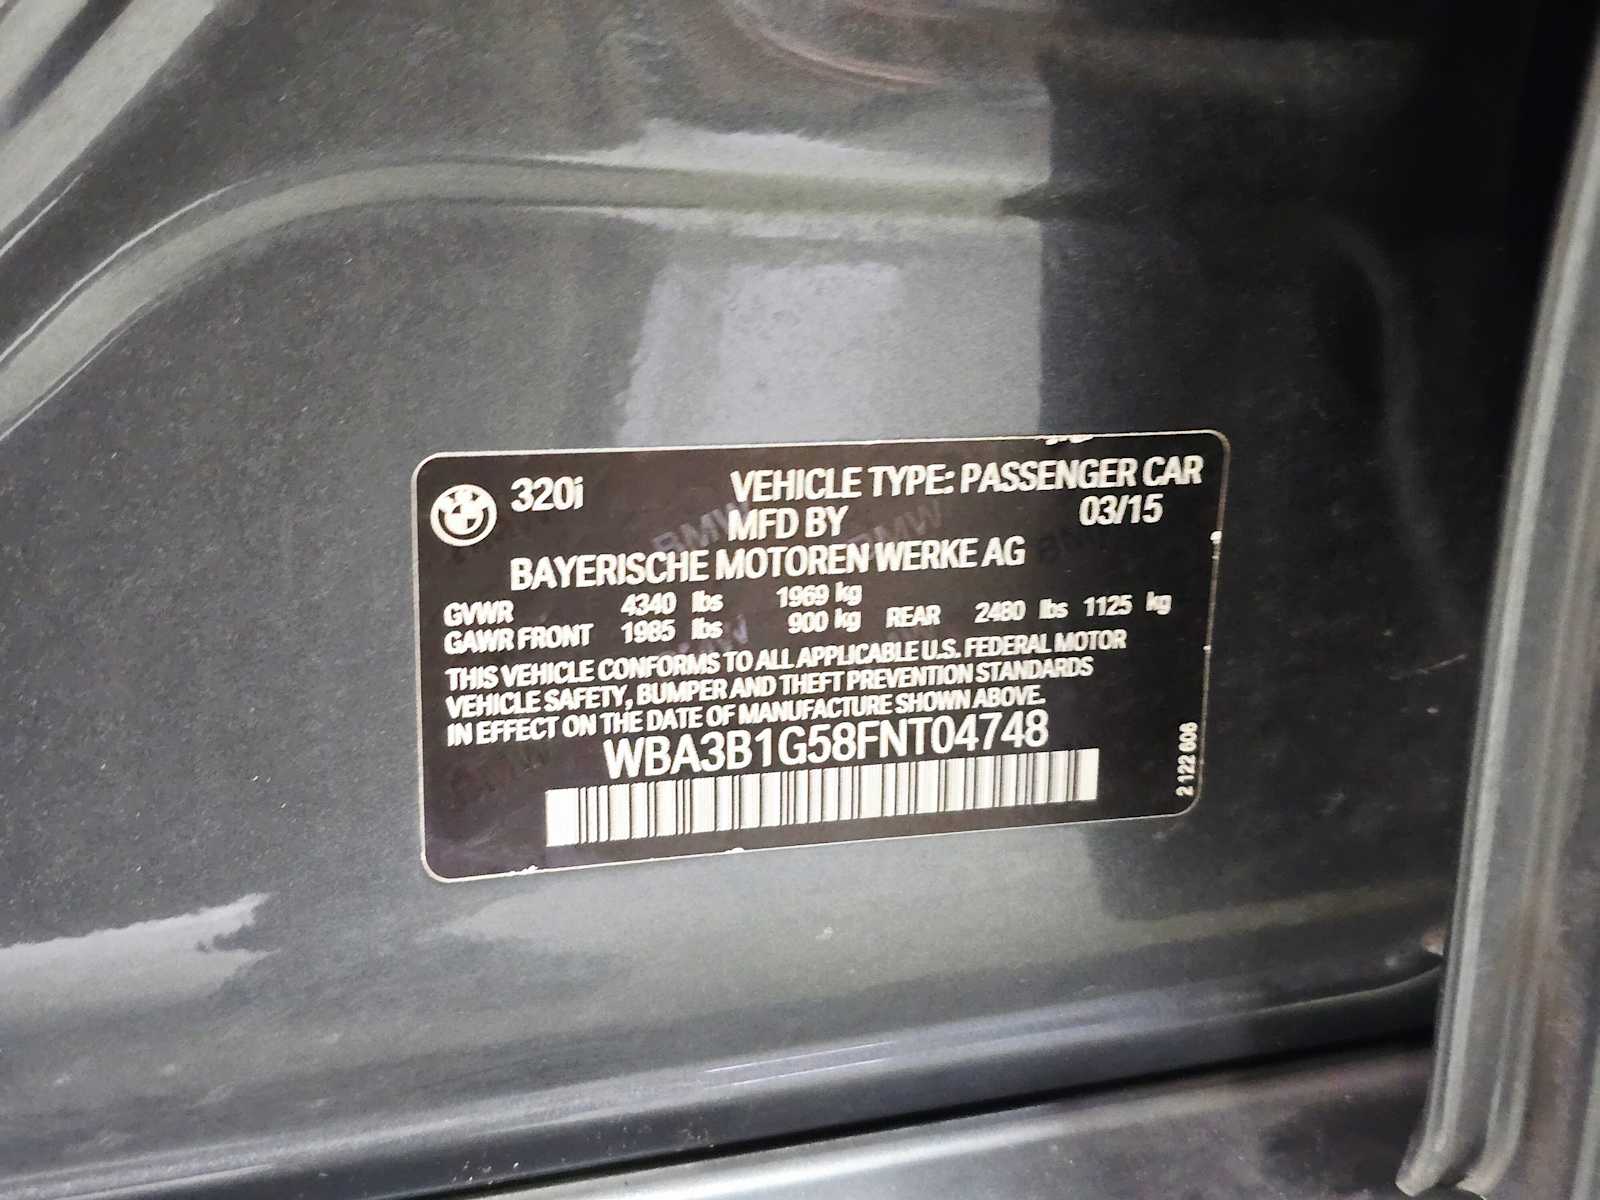 320i VEHICLE TYPE: PASSENGER CAR
MFD BY 03/15
BAYERISCHE MOTOREN WERKE AG
GVWR 4340 lbs 1969 kg
GAWR FRONT 1985 lbs 900 kg REAR 2480 lbs 1125 kg
THIS VEHICLE CONFORMS TO ALL APPLICABLE U.S. FEDERAL MOTOR
VEHICLE SAFETY, BUMPER AND THEFT PREVENTION STANDARDS
IN EFFECT ON THE DATE OF MANUFACTURE SHOWN ABOVE.
WBA3B1G58FNT04748
2 122 606